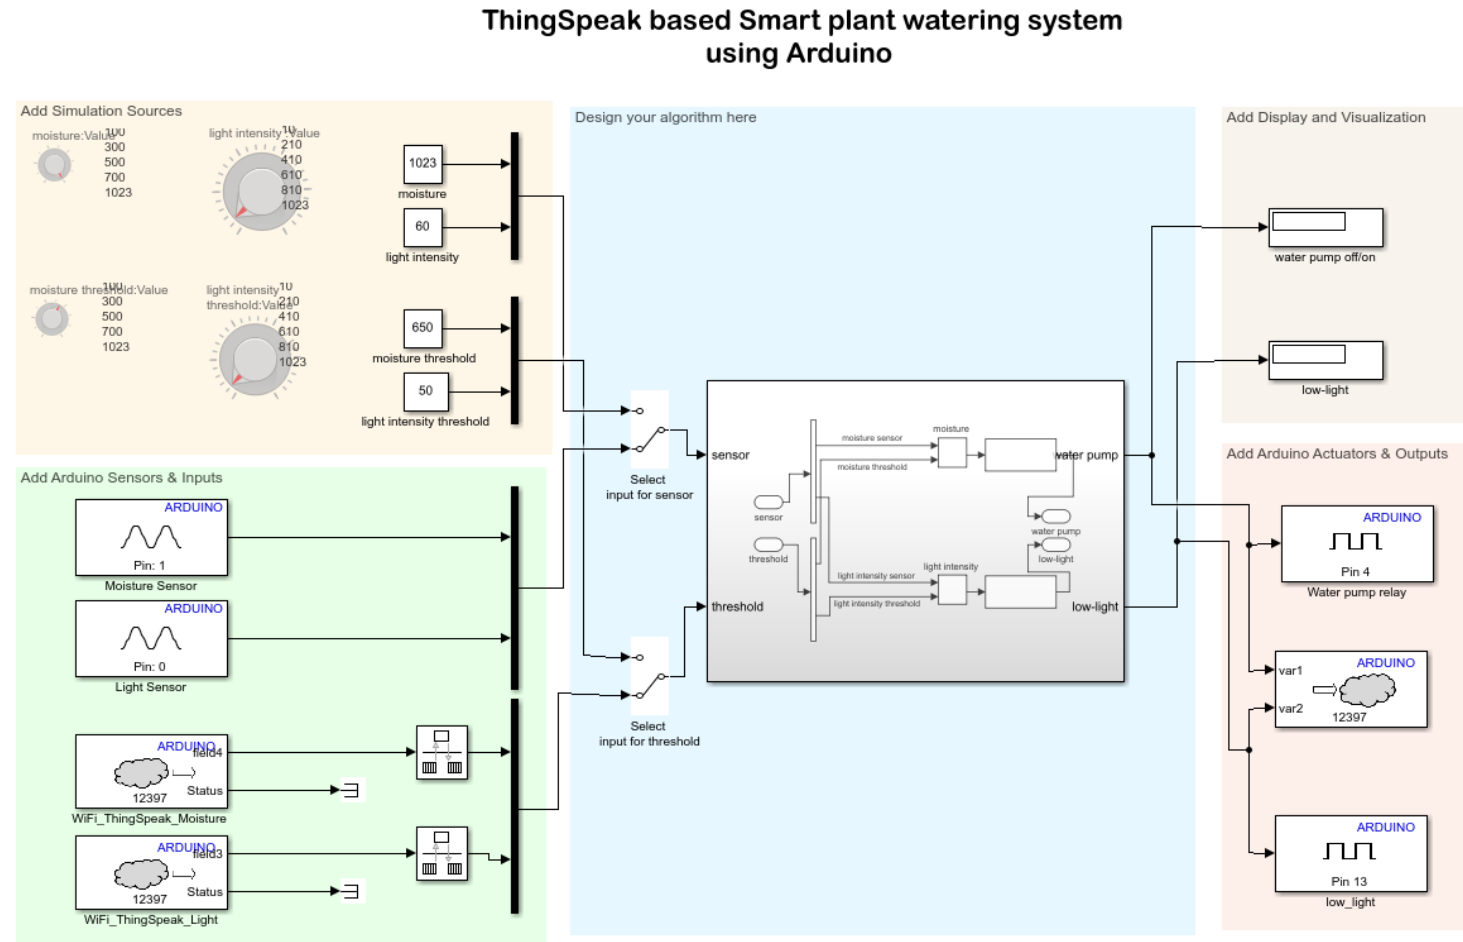 ThingSpeak based Smart plant watering system
using Arduino
Add Simulation Sources
moisture:Value
100
300
500
700
1023
light intensity :Value
10
210
410
610
810
1023
1023
moisture
60
light intensity
moisture threshold:Value
100
300
500
700
1023
light intensity
threshold:Value
10
210
410
610
810
1023
650
moisture threshold
50
light intensity threshold
Add Arduino Sensors & Inputs
ARDUINO
Pin: 1
Moisture Sensor
ARDUINO
Pin: 0
Light Sensor
ARDUINO
field4
Status
12397
WiFi_ThingSpeak_Moisture
ARDUINO
field3
Status
12397
WiFi_ThingSpeak_Light
Design your algorithm here
Select
input for sensor
Select
input for threshold
sensor
threshold
water pump
low-light
moisture
moisture sensor
moisture threshold
sensor
threshold
water pump
low-light
light intensity
light intensity sensor
light intensity threshold
Add Display and Visualization
water pump off/on
low-light
Add Arduino Actuators & Outputs
ARDUINO
Pin 4
Water pump relay
ARDUINO
var1
var2
12397
ARDUINO
Pin 13
low_light